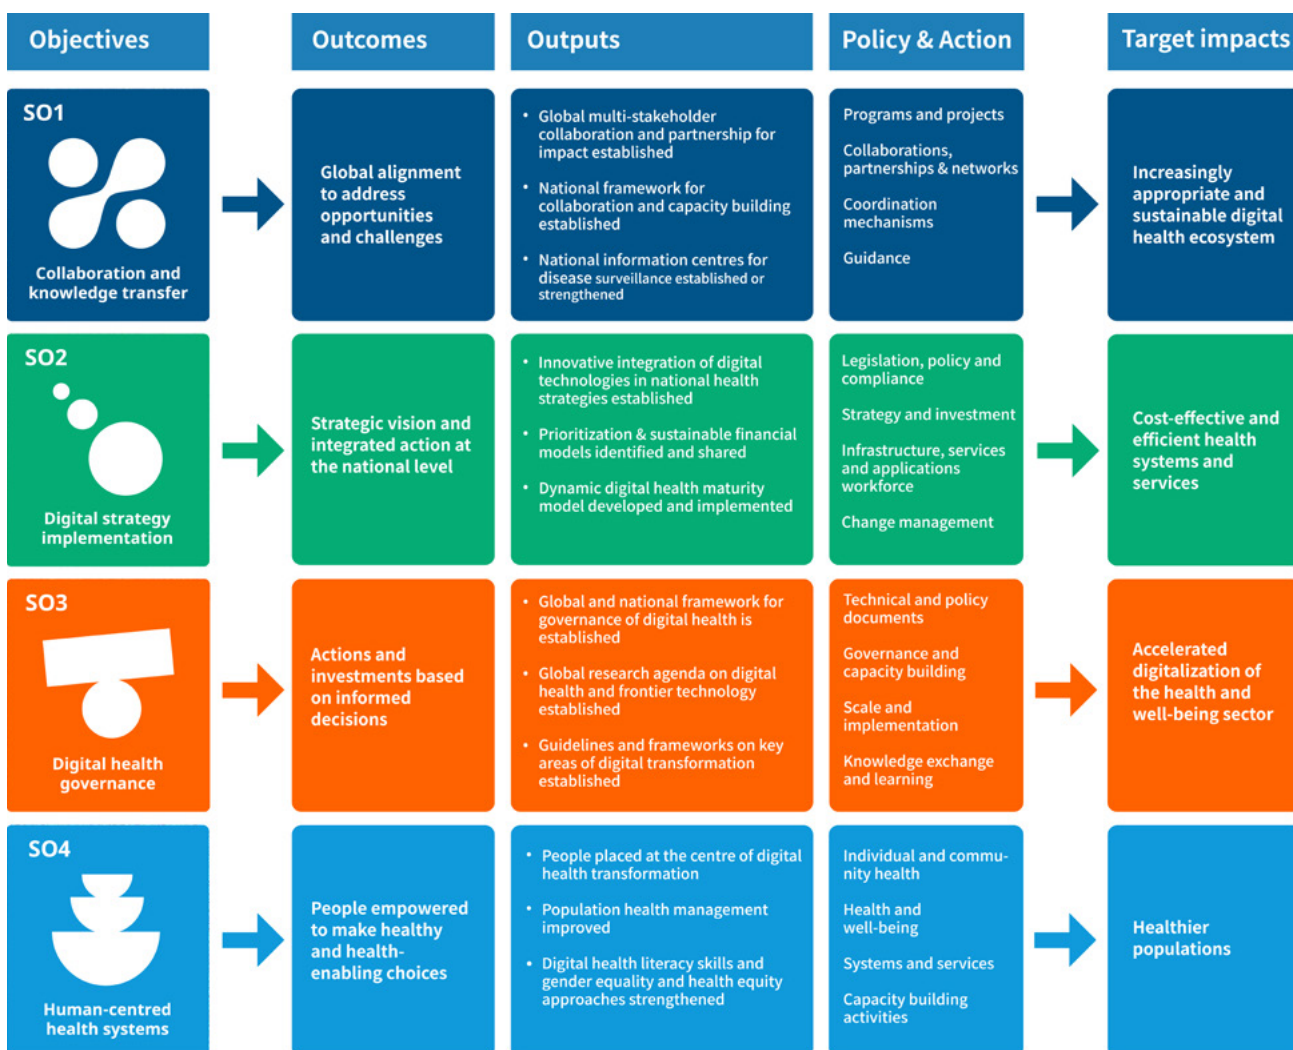 Objectives
Outcomes
Outputs
Policy & Action
Target impacts
SO1
Collaboration and
knowledge transfer
Global alignment
to address
opportunities
and challenges
• Global multi-stakeholder
collaboration and partnership for
impact established
• National framework for
collaboration and capacity building
established
• National information centres for
disease surveillance established or
strengthened
Programs and projects
Collaborations,
partnerships & networks
Coordination
mechanisms
Guidance
Increasingly
appropriate and
sustainable digital
health ecosystem
SO2
Digital strategy
implementation
Strategic vision and
integrated action at
the national level
• Innovative integration of digital
technologies in national health
strategies established
• Prioritization & sustainable financial
models identified and shared
• Dynamic digital health maturity
model developed and implemented
Legislation, policy and
compliance
Strategy and investment
Infrastructure, services
and applications
workforce
Change management
Cost-effective and
efficient health
systems and
services
SO3
Digital health
governance
Actions and
investments based
on informed
decisions
• Global and national framework for
governance of digital health is
established
• Global research agenda on digital
health and frontier technology
established
• Guidelines and frameworks on key
areas of digital transformation
established
Technical and policy
documents
Governance and
capacity building
Scale and
implementation
Knowledge exchange
and learning
Accelerated
digitalization of
the health and
well-being sector
SO4
Human-centred
health systems
People empowered
to make healthy
and health-
enabling choices
• People placed at the centre of digital
health transformation
• Population health management
improved
• Digital health literacy skills and
gender equality and health equity
approaches strengthened
Individual and commu-
nity health
Health and
well-being
Systems and services
Capacity building
activities
Healthier
populations